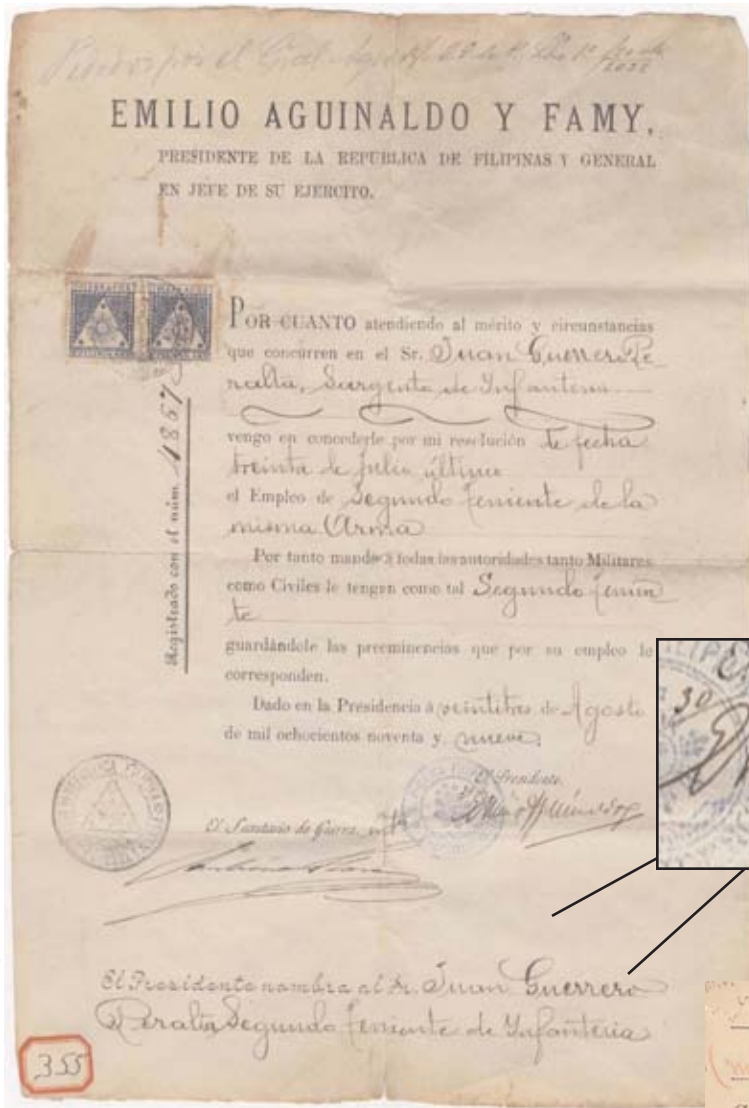 EMILIO AGUINALDO Y FAMY,
PRESIDENTE DE LA REPUBLICA DE FILIPINAS Y GENERAL
EN JEFE DE SU EJERCITO.
POR CUANTO atendiendo al mérito y circunstancias
que concurren en el Sr. Juan Guerrero Pe
ralta, Sargento de Infanteria
vengo en concederle por mi resolución de fecha
treinta de Julio último
el Empleo de Segundo Teniente de la
misma Arma
Por tanto mando á todas las autoridades tanto Militares
como Civiles le tengan como tal Segundo Tenien
te
guardándole las preeminencias que por su empleo le
corresponden.
Dado en la Presidencia á veintitres de Agosto
de mil ochocientos noventa y nueve.
Registrado con el núm. 1867
El Presidente.
El Secretario de Guerra,
30
El Presidente nombra al Sr. Juan Guerrero
Peralta, Segundo Teniente de Infanteria
355